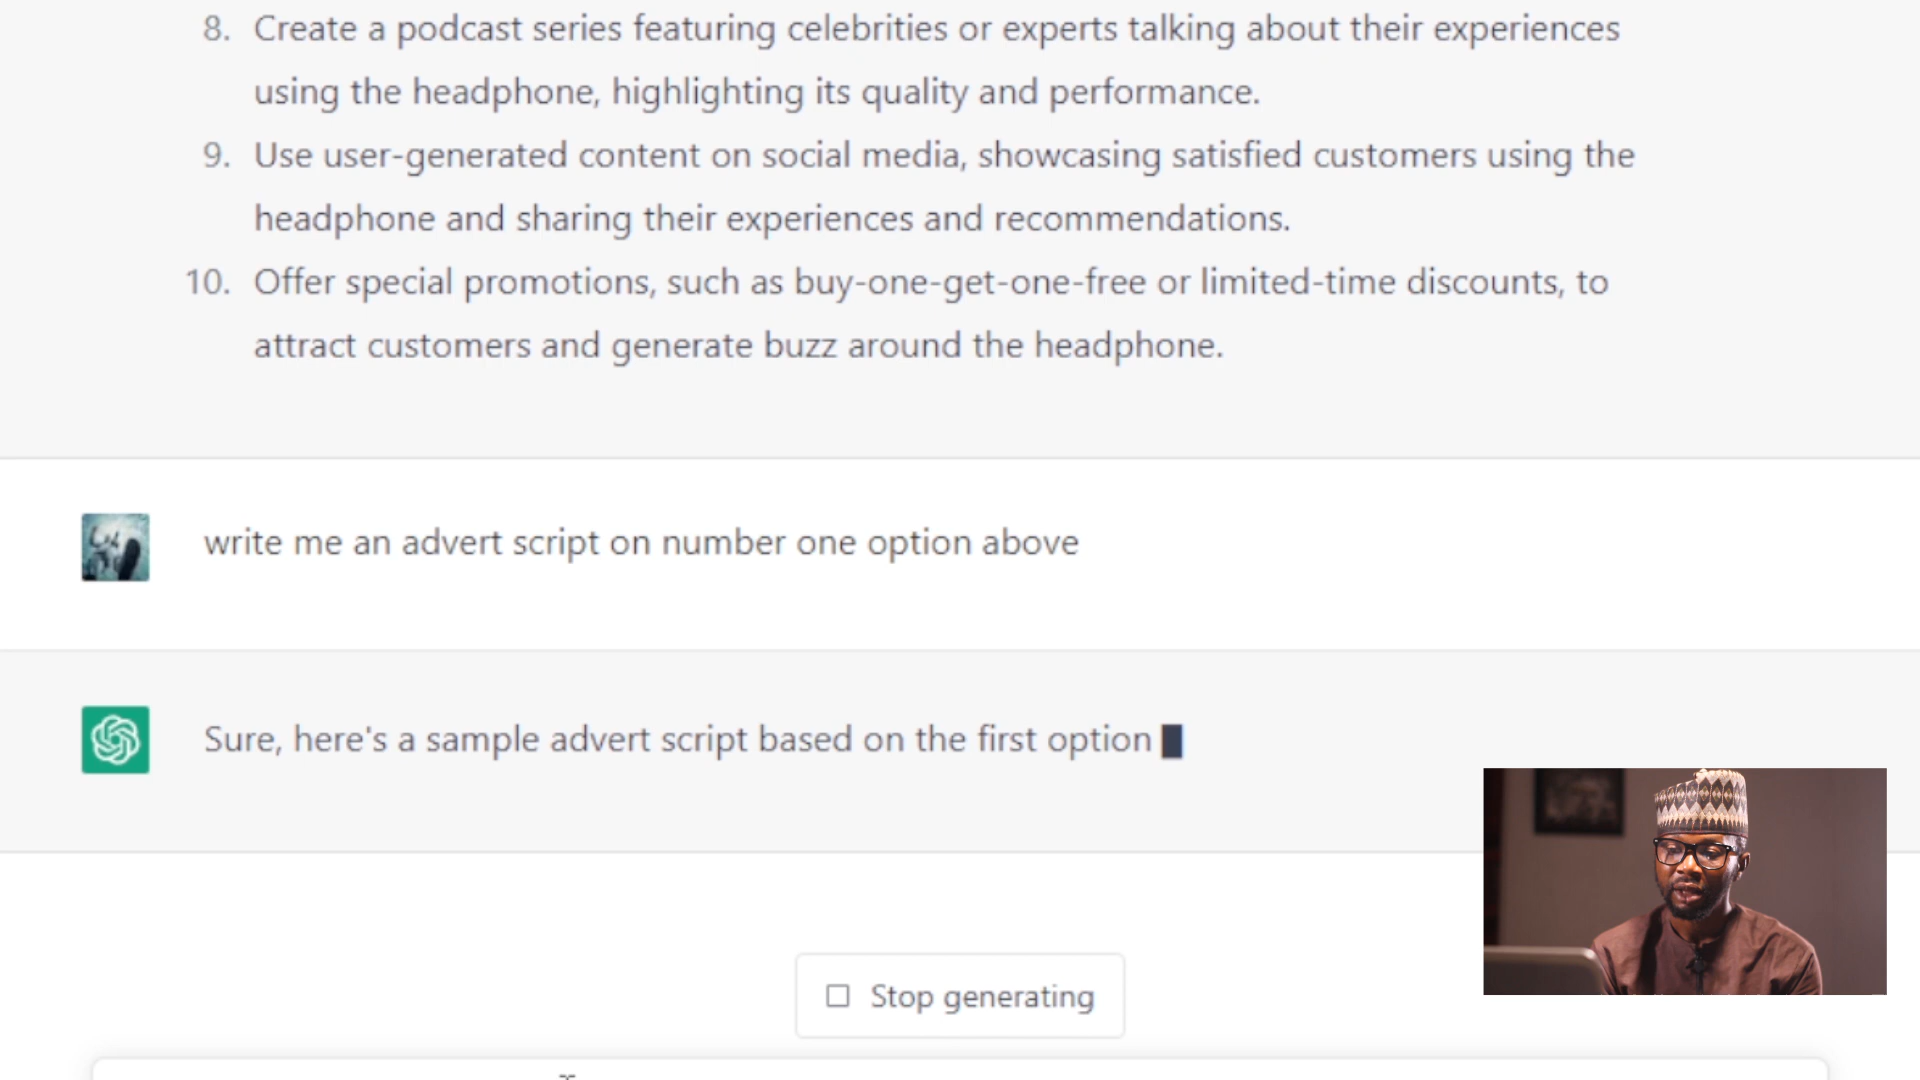 8. Create a podcast series featuring celebrities or experts talking about their experiences
using the headphone, highlighting its quality and performance.
9. Use user-generated content on social media, showcasing satisfied customers using the
headphone and sharing their experiences and recommendations.
10. Offer special promotions, such as buy-one-get-one-free or limited-time discounts, to
attract customers and generate buzz around the headphone.
write me an advert script on number one option above
Sure, here's a sample advert script based on the first option
Stop generating